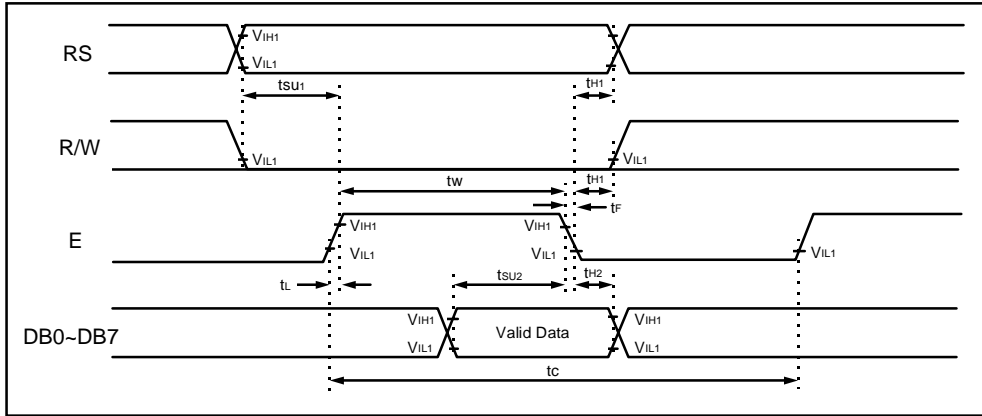 RS
VIH1
VIL1
tSU1
tH1
R/W
VIL1
VIL1
tw
tH1
tF
E
VIH1
VIH1
VIL1
VIL1
VIL1
tL
tSU2
tH2
DB0~DB7
VIH1
Valid Data
VIH1
VIL1
VIL1
tc